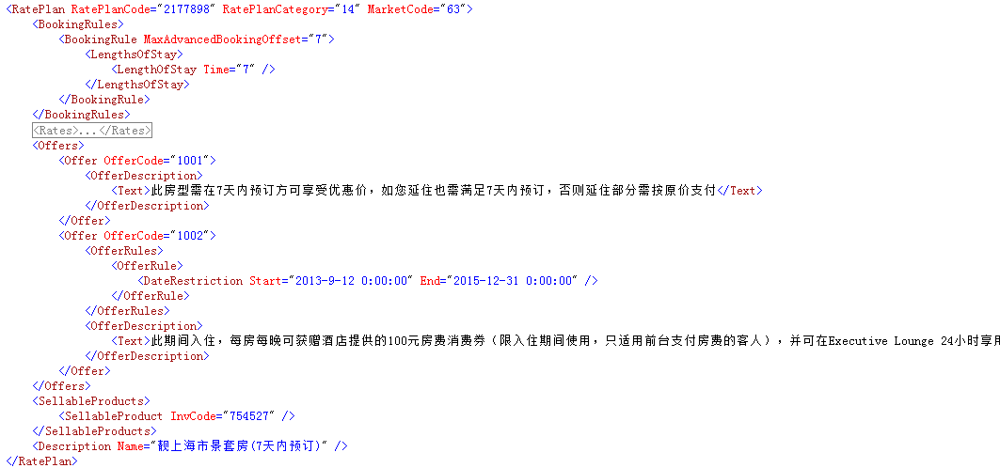 <RatePlan RatePlanCode="2177898" RatePlanCategory="14" MarketCode="63">
<BookingRules>
<BookingRule MaxAdvancedBookingOffset="7">
<LengthsOfStay>
<LengthOfStay Time="7" />
</LengthsOfStay>
</BookingRule>
</BookingRules>
<Rates>...</Rates>
<Offers>
<Offer OfferCode="1001">
<OfferDescription>
<Text>此房型需在7天内预订方可享受优惠价，如您延住也需满足7天内预订，否则延住部分需按原价支付</Text>
</OfferDescription>
</Offer>
<Offer OfferCode="1002">
<OfferRules>
<OfferRule>
<DateRestriction Start="2013-9-12 0:00:00" End="2015-12-31 0:00:00" />
</OfferRule>
</OfferRules>
<OfferDescription>
<Text>此期间入住，每房每晚可获赠酒店提供的100元房费消费券（限入住期间使用，只适用前台支付房费的客人），并可在Executive Lounge 24小时享用
</OfferDescription>
</Offer>
</Offers>
<SellableProducts>
<SellableProduct InvCode="754527" />
</SellableProducts>
<Description Name="靓上海市景套房(7天内预订)" />
</RatePlan>